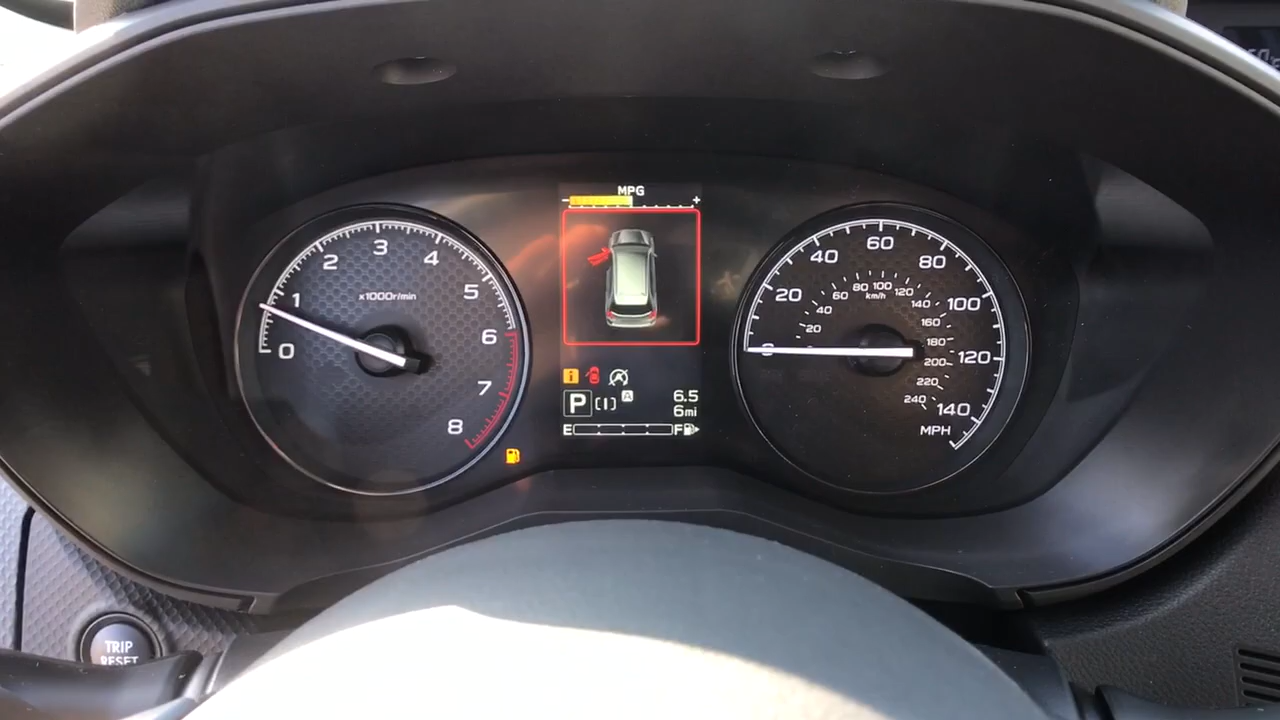 MPG
- +
0 1 2 3 4 5 6 7 8
x1000r/min
i
A
P
6.5
6mi
E F
20 40 60 80 100 120 140
MPH
20 40 60 80 100 120 140 160 180 200 220 240
km/h
TRIP
RESET